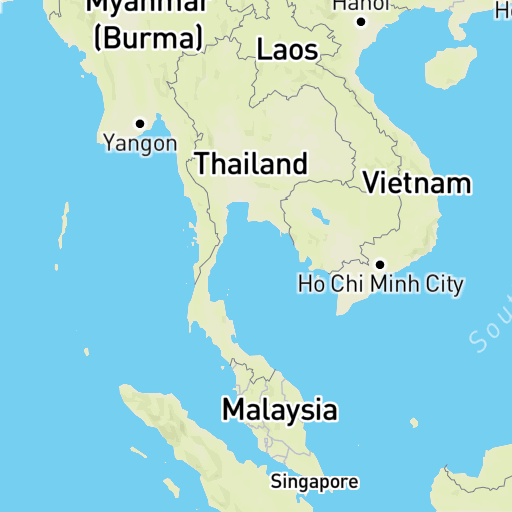 Myanmar
(Burma)
Hanoi
H
Laos
Yangon
Thailand
Vietnam
Ho Chi Minh City
Sout
Malaysia
Singapore